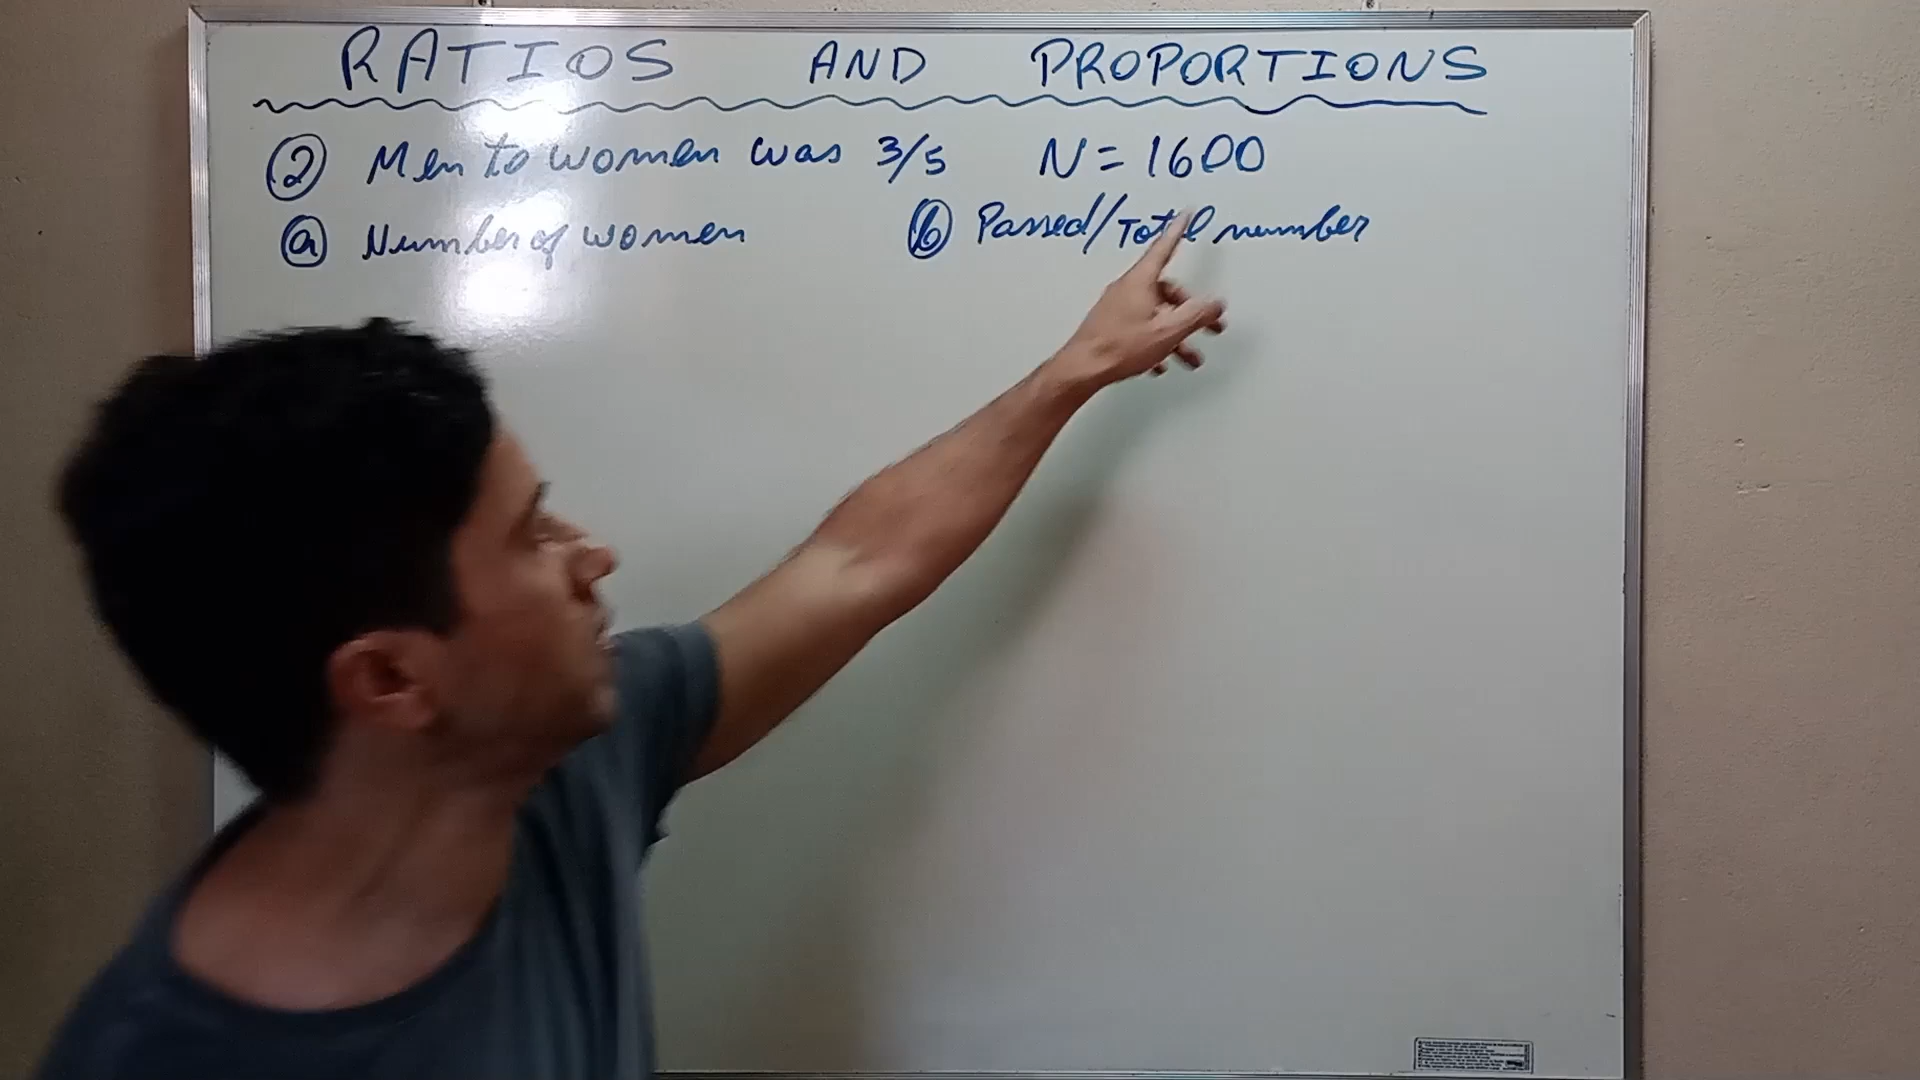 RATIOS AND PROPORTIONS
② Men to women was 3/5 N = 1600
ⓐ Number of women ⓑ Passed/Total number